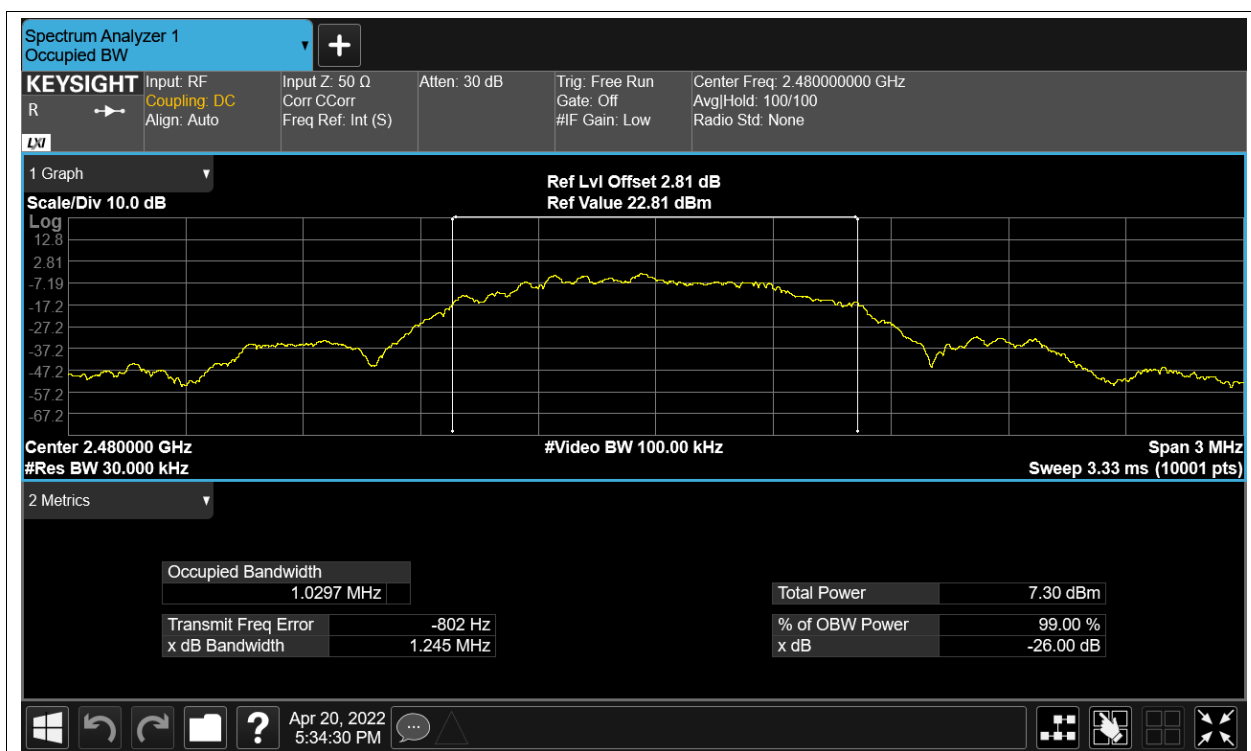 Spectrum Analyzer 1
Occupied BW
+
KEYSIGHT
R
LXI
Input: RF
Coupling: DC
Align: Auto
Input Z: 50 Ω
Corr CCorr
Freq Ref: Int (S)
Atten: 30 dB
Trig: Free Run
Gate: Off
#IF Gain: Low
Center Freq: 2.480000000 GHz
Avg|Hold: 100/100
Radio Std: None
1 Graph
Scale/Div 10.0 dB
Ref Lvl Offset 2.81 dB
Ref Value 22.81 dBm
Log
12.8
2.81
-7.19
-17.2
-27.2
-37.2
-47.2
-57.2
-67.2
Center 2.480000 GHz
#Res BW 30.000 kHz
#Video BW 100.00 kHz
Span 3 MHz
Sweep 3.33 ms (10001 pts)
2 Metrics
Occupied Bandwidth
1.0297 MHz
Transmit Freq Error -802 Hz
x dB Bandwidth 1.245 MHz
Total Power 7.30 dBm
% of OBW Power 99.00 %
x dB -26.00 dB
?
Apr 20, 2022
5:34:30 PM